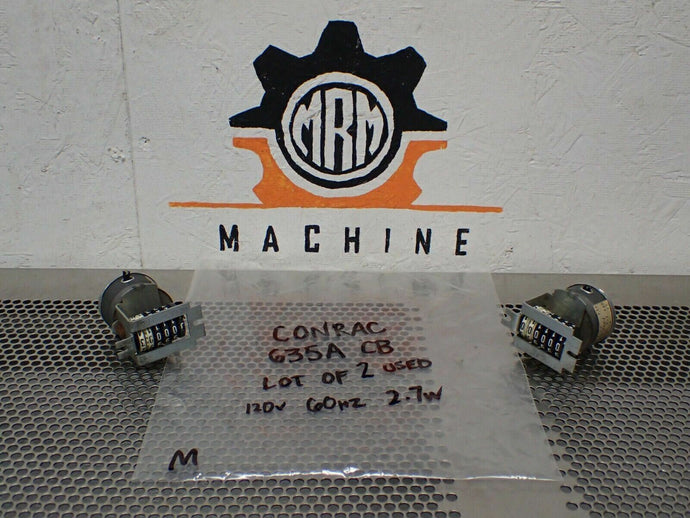 MRM
MACHINE
CONRAC
635A CB
LOT OF 2 USED
120V 60HZ 2.7W
M